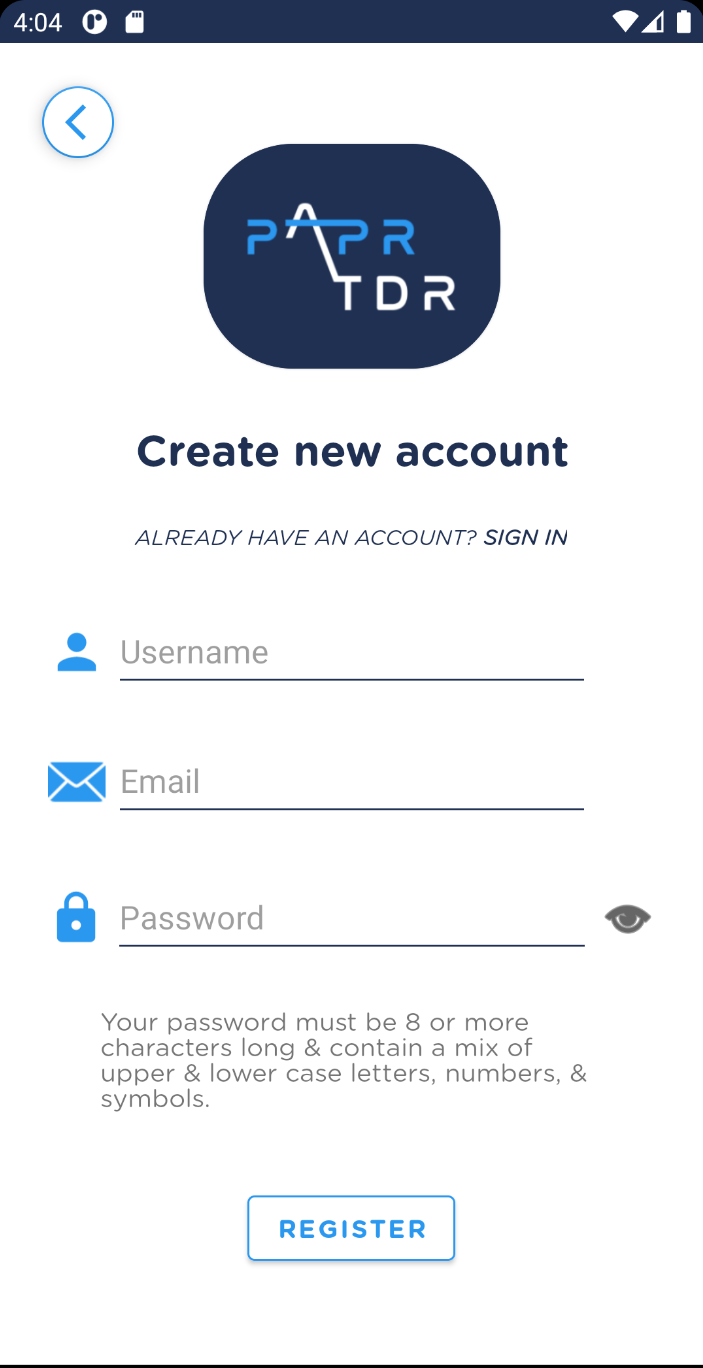 4:04
PAPR
TDR
Create new account
ALREADY HAVE AN ACCOUNT? SIGN IN
Username
Email
Password
Your password must be 8 or more
characters long & contain a mix of
upper & lower case letters, numbers, &
symbols.
REGISTER